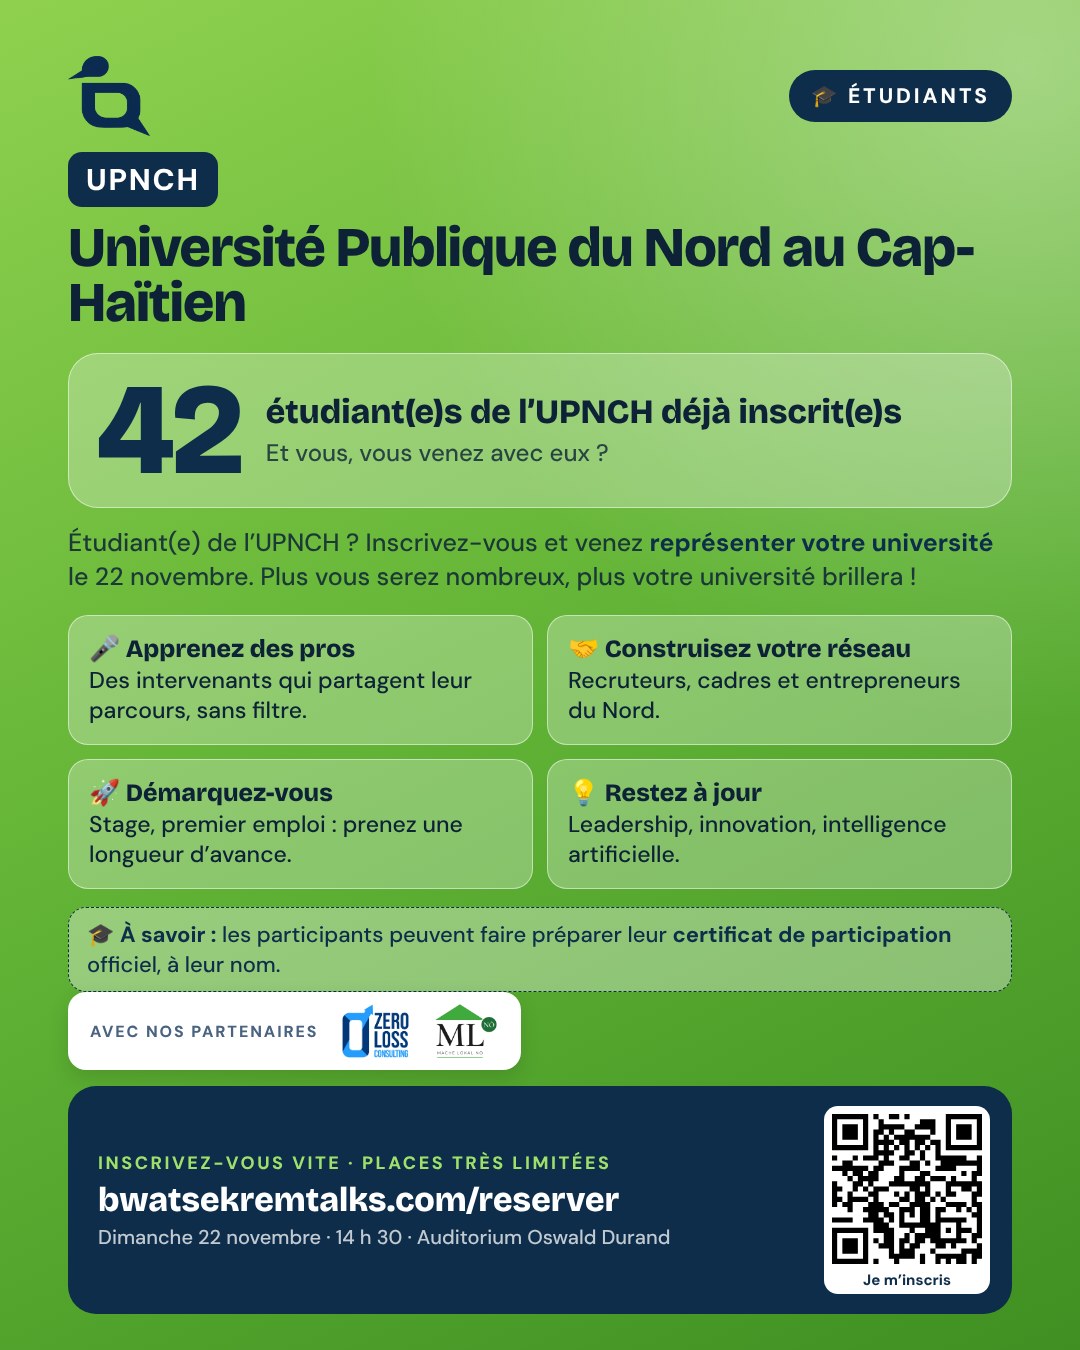 🎓 ÉTUDIANTS
UPNCH
Université Publique du Nord au Cap-
Haïtien
42
étudiant(e)s de l’UPNCH déjà inscrit(e)s
Et vous, vous venez avec eux ?
Étudiant(e) de l’UPNCH ? Inscrivez-vous et venez représenter votre université
le 22 novembre. Plus vous serez nombreux, plus votre université brillera !
🎤 Apprenez des pros
Des intervenants qui partagent leur
parcours, sans filtre.
🤝 Construisez votre réseau
Recruteurs, cadres et entrepreneurs
du Nord.
🚀 Démarquez-vous
Stage, premier emploi : prenez une
longueur d’avance.
💡 Restez à jour
Leadership, innovation, intelligence
artificielle.
🎓 À savoir : les participants peuvent faire préparer leur certificat de participation
officiel, à leur nom.
AVEC NOS PARTENAIRES
ZERO
LOSS
CONSULTING
ML
NÒ
MACHÉ LOKAL NÒ
INSCRIVEZ-VOUS VITE · PLACES TRÈS LIMITÉES
bwatsekremtalks.com/reserver
Dimanche 22 novembre · 14 h 30 · Auditorium Oswald Durand
Je m’inscris